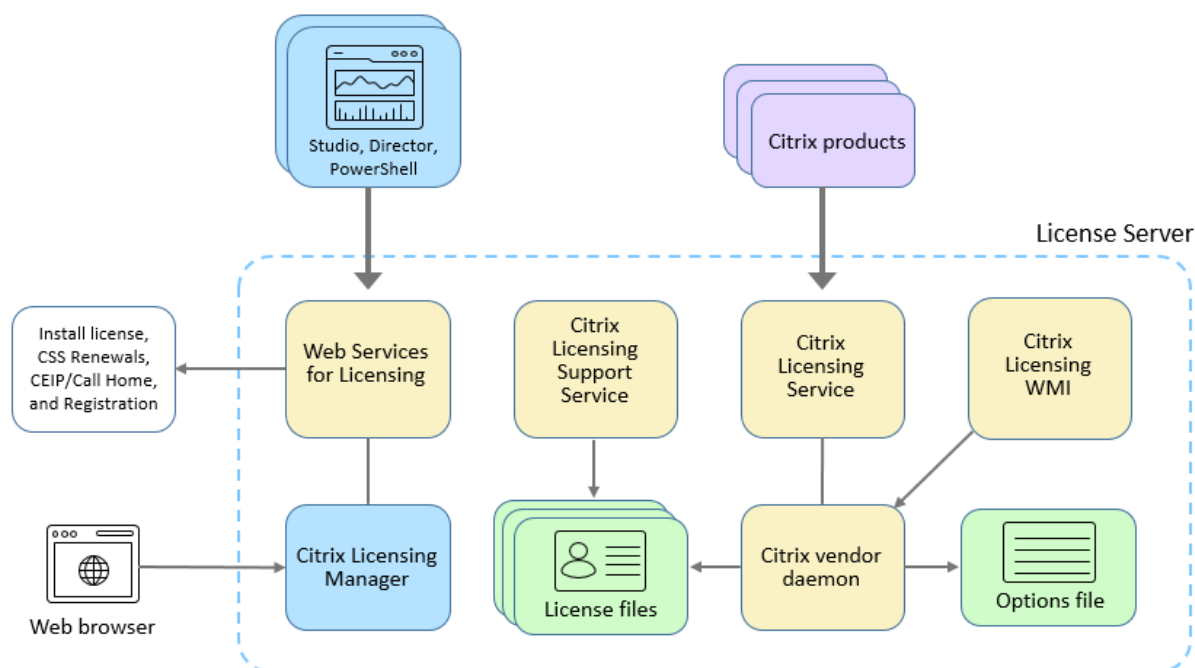 Studio, Director,
PowerShell
Citrix products
License Server
Install license,
CSS Renewals,
CEIP/Call Home,
and Registration
Web Services
for Licensing
Citrix
Licensing
Support
Service
Citrix
Licensing
Service
Citrix
Licensing
WMI
Web browser
Citrix Licensing
Manager
License files
Citrix vendor
daemon
Options file